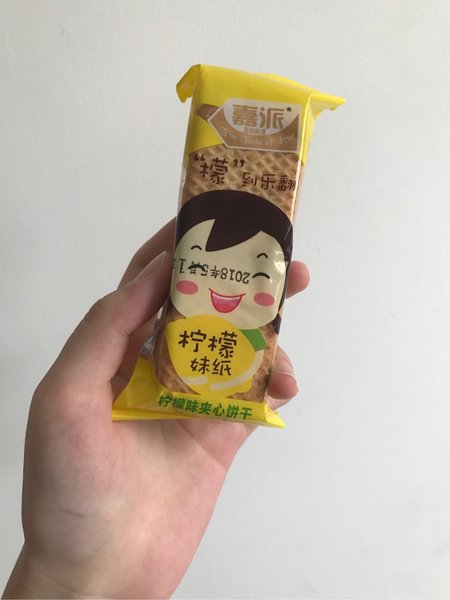 嘉派®
The Taste of love
“檬”到乐翻
2018年5月1
柠檬
妹纸
柠檬味夹心饼干